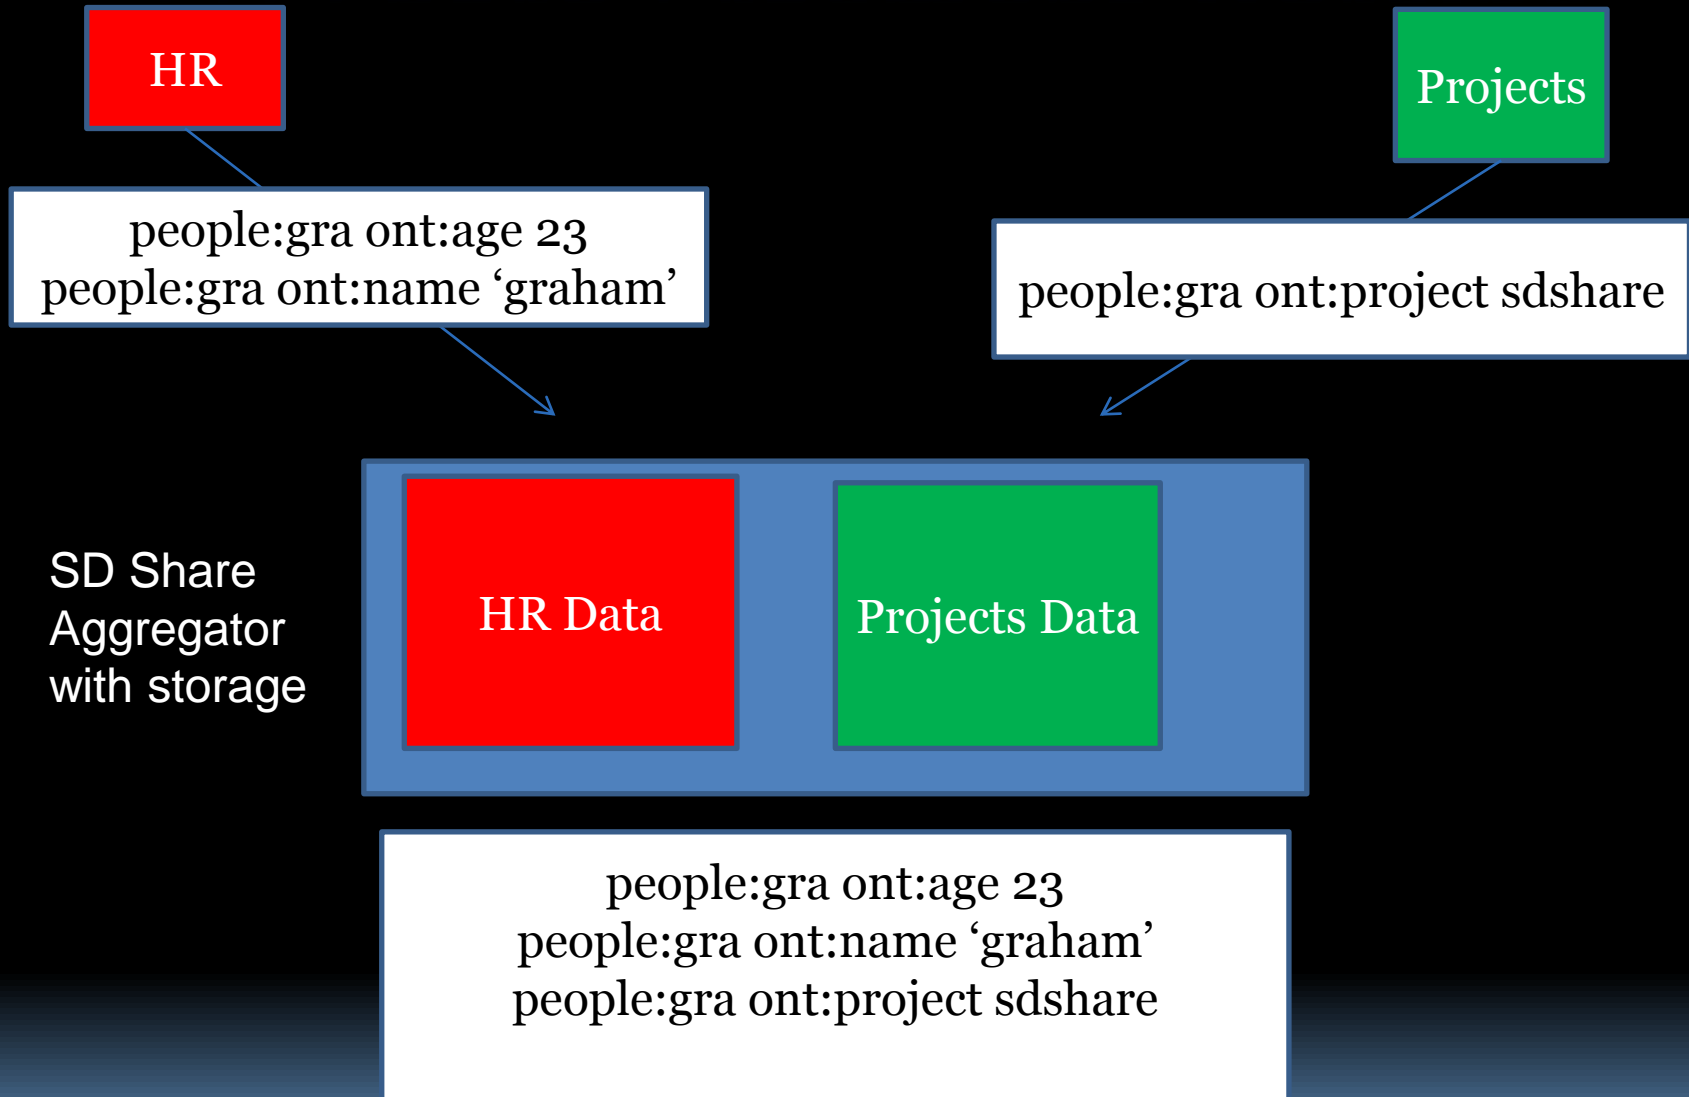 HR
Projects
people:gra ont:age 23
people:gra ont:name ‘graham’
people:gra ont:project sdshare
SD Share
Aggregator
with storage
HR Data
Projects Data
people:gra ont:age 23
people:gra ont:name ‘graham’
people:gra ont:project sdshare